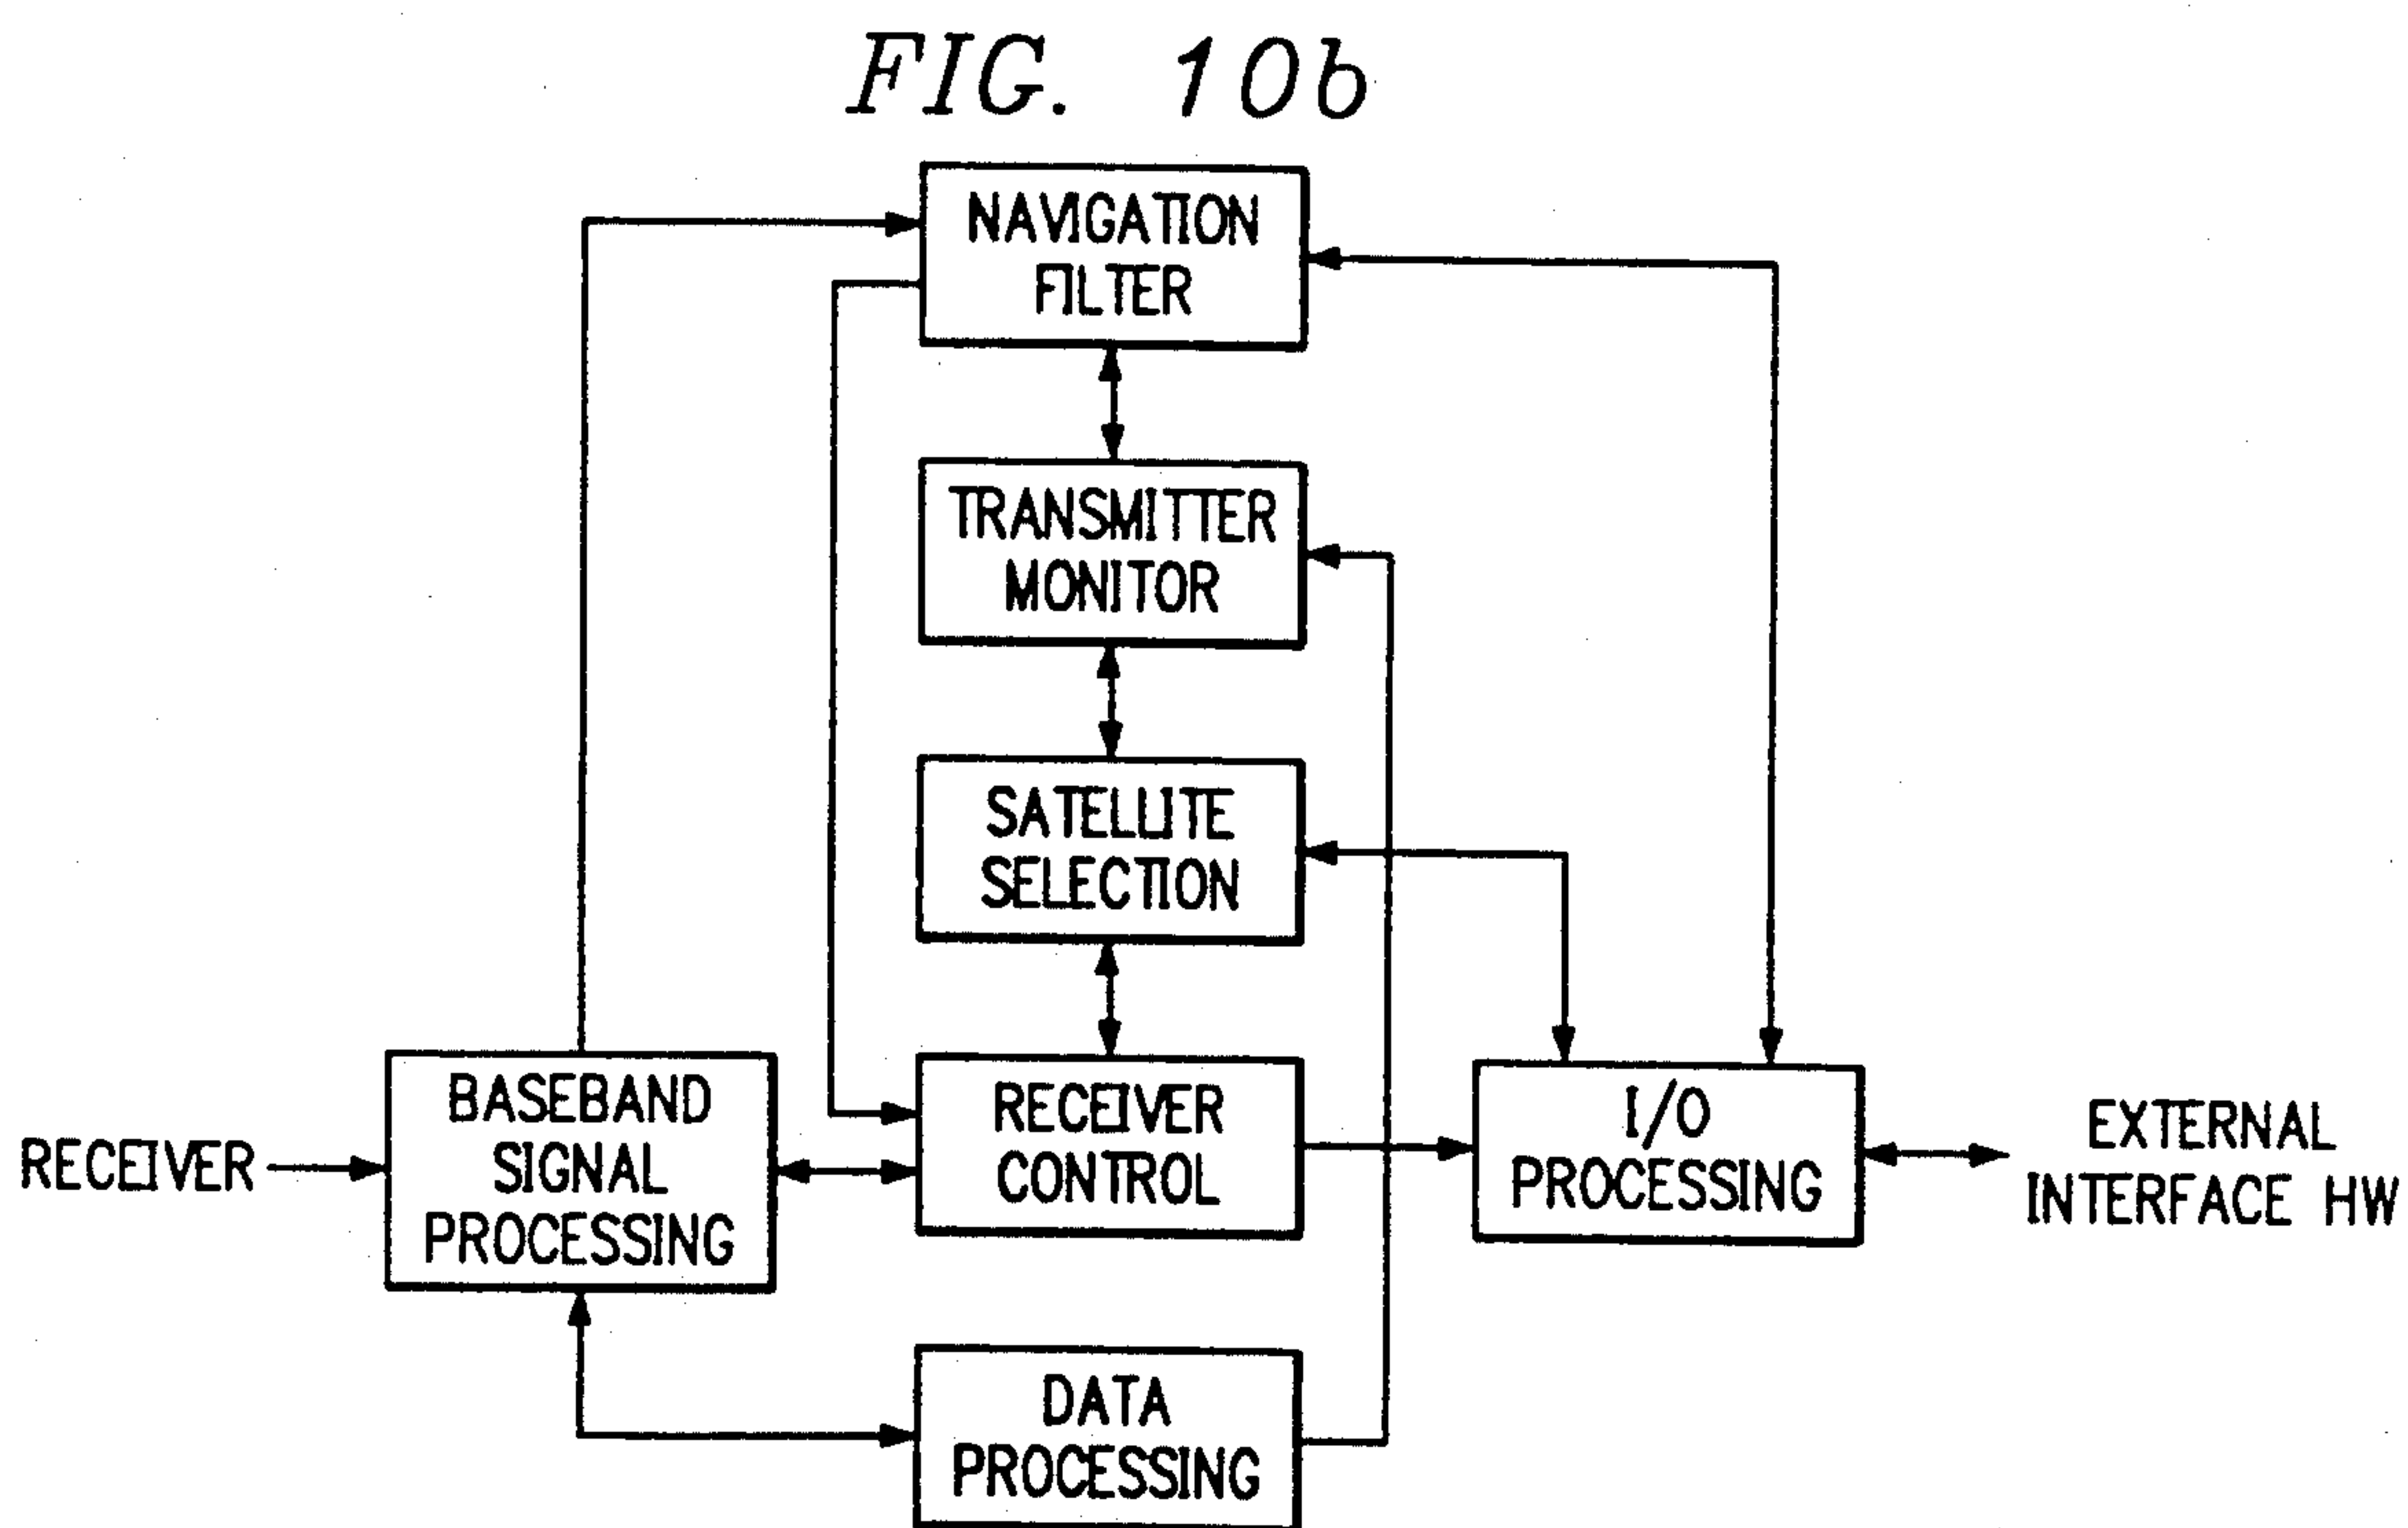 FIG. 10b
NAVIGATION
FILTER
TRANSMITTER
MONITOR
SATELLITE
SELECTION
RECEIVER
BASEBAND
SIGNAL
PROCESSING
RECEIVER
CONTROL
I/O
PROCESSING
EXTERNAL
INTERFACE HW
DATA
PROCESSING